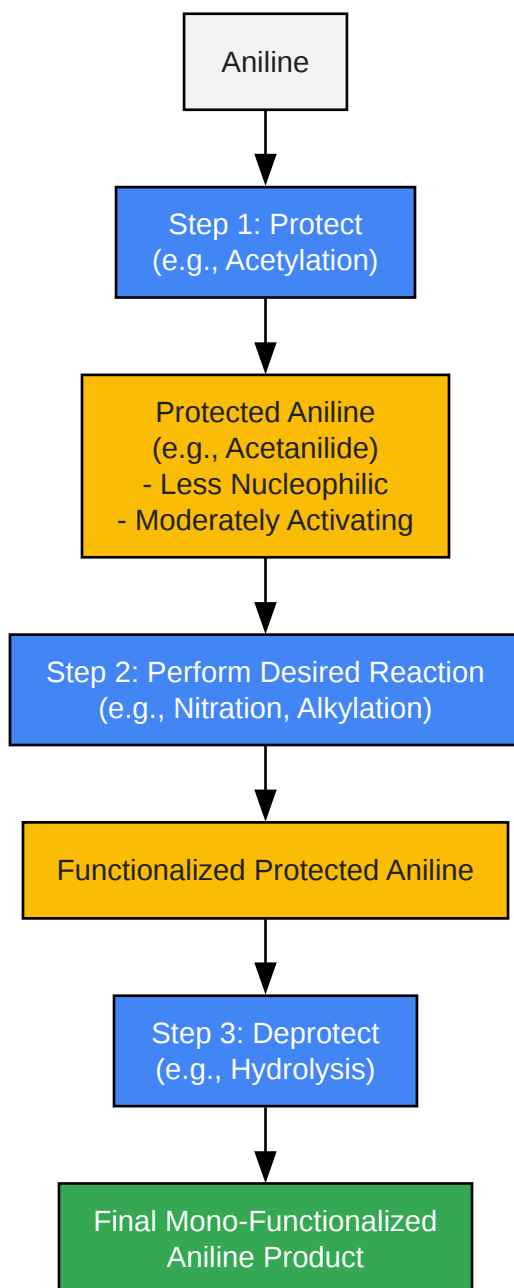 Aniline
Step 1: Protect
(e.g., Acetylation)
Protected Aniline
(e.g., Acetanilide)
- Less Nucleophilic
- Moderately Activating
Step 2: Perform Desired Reaction
(e.g., Nitration, Alkylation)
Functionalized Protected Aniline
Step 3: Deprotect
(e.g., Hydrolysis)
Final Mono-Functionalized
Aniline Product